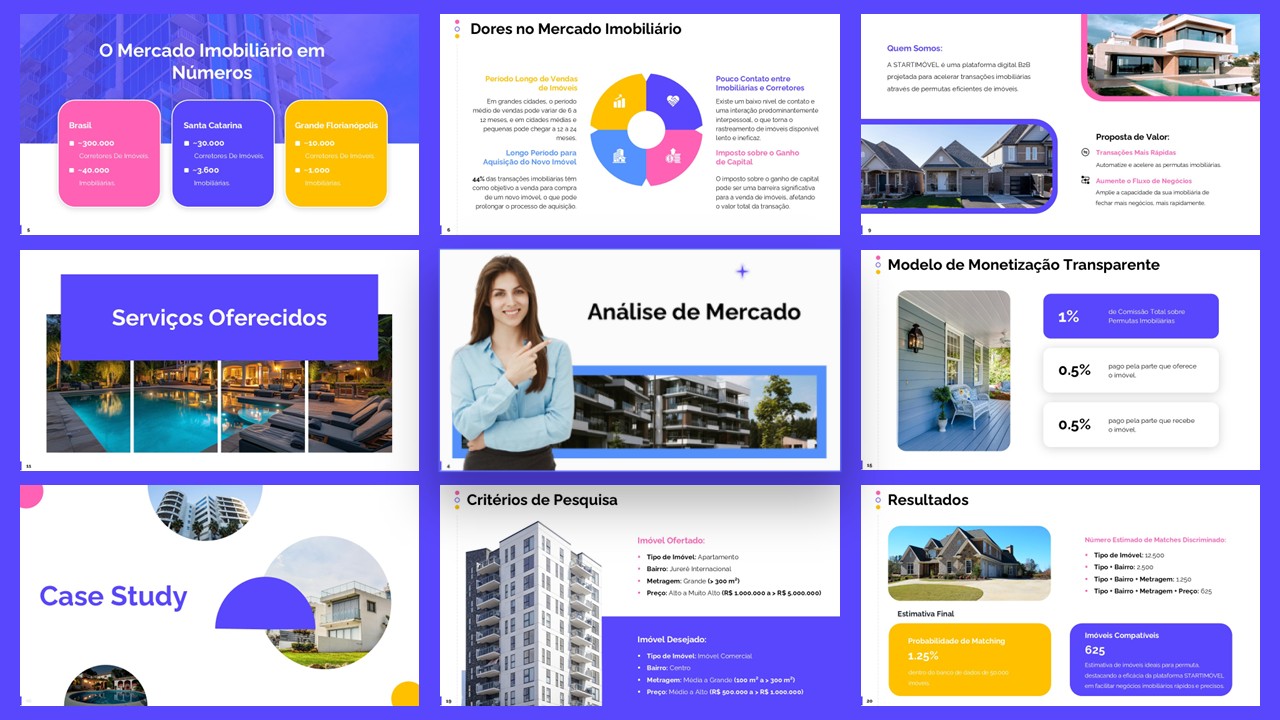 O Mercado Imobiliário em
Números
Brasil
~300.000
Corretores De Imóveis,
~40.000
Imobiliárias.
Santa Catarina
~30.000
Corretores De Imóveis,
~3.600
Imobiliárias.
Grande Florianópolis
~10.000
Corretores De Imóveis,
~1.000
Imobiliárias.
5
Dores no Mercado Imobiliário
Período Longo de Vendas
de Imóveis
Em grandes cidades, o período
médio de vendas pode variar de 6 a
12 meses, e em cidades médias e
pequenas pode chegar a 12 a 24
meses.
Longo Período para
Aquisição do Novo Imóvel
44% das transações imobiliárias têm
como objetivo a venda para compra
de um novo imóvel, o que pode
prolongar o processo de aquisição.
Pouco Contato entre
Imobiliárias e Corretores
Existe um baixo nível de contato e
uma interação predominantemente
interpessoal, o que torna o
rastreamento de imóveis disponível
lento e ineficaz.
Imposto sobre o Ganho
de Capital
O imposto sobre o ganho de capital
pode ser uma barreira significativa
para a venda de imóveis, afetando
o valor total da transação.
6
Quem Somos:
A STARTIMÓVEL é uma plataforma digital B2B
projetada para acelerar transações imobiliárias
através de permutas eficientes de imóveis.
Proposta de Valor:
Transações Mais Rápidas
Automatize e acelere as permutas imobiliárias.
Aumente o Fluxo de Negócios
Amplie a capacidade da sua imobiliária de
fechar mais negócios, mais rapidamente.
9
Serviços Oferecidos
11
Análise de Mercado
4
Modelo de Monetização Transparente
1%
de Comissão Total sobre
Permutas Imobiliárias
0.5%
pago pela parte que oferece
o imóvel.
0.5%
pago pela parte que recebe
o imóvel.
15
Case Study
Critérios de Pesquisa
Imóvel Ofertado:
Tipo de Imóvel: Apartamento
Bairro: Jurerê Internacional
Metragem: Grande (> 300 m²)
Preço: Alto a Muito Alto (R$ 1.000.000 a > R$ 5.000.000)
Imóvel Desejado:
Tipo de Imóvel: Imóvel Comercial
Bairro: Centro
Metragem: Média a Grande (100 m² a > 300 m²)
Preço: Médio a Alto (R$ 500.000 a > R$ 1.000.000)
19
Resultados
Número Estimado de Matches Discriminado:
Tipo de Imóvel: 12.500
Tipo + Bairro: 2.500
Tipo + Bairro + Metragem: 1.250
Tipo + Bairro + Metragem + Preço: 625
Estimativa Final
Probabilidade de Matching
1.25%
dentro do banco de dados de 50.000
imóveis.
Imóveis Compatíveis
625
Estimativa de imóveis ideais para permuta,
destacando a eficácia da plataforma STARTIMÓVEL
em facilitar negócios imobiliários rápidos e precisos.
20